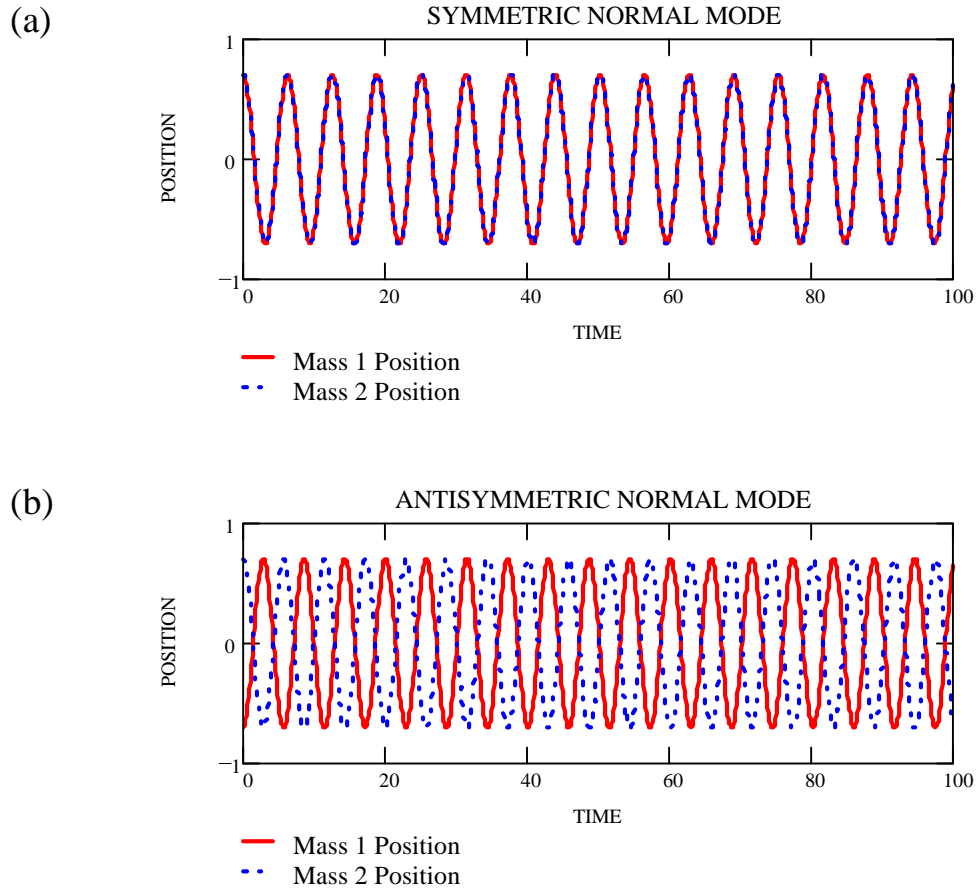 (a)
SYMMETRIC NORMAL MODE
1
0
−1
POSITION
0 20 40 60 80 100
TIME
Mass 1 Position
Mass 2 Position
(b)
ANTISYMMETRIC NORMAL MODE
1
0
−1
POSITION
0 20 40 60 80 100
TIME
Mass 1 Position
Mass 2 Position